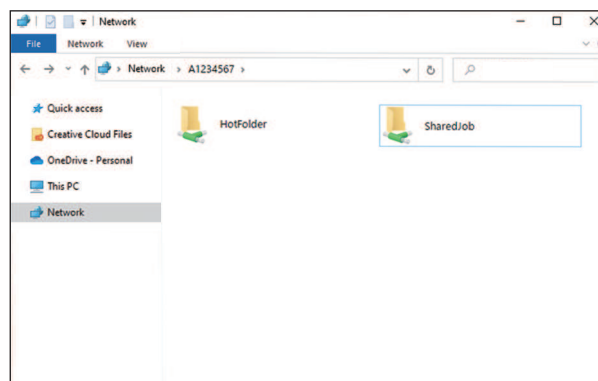 Network
File Network View
Network > A1234567 >
Quick access
Creative Cloud Files
OneDrive - Personal
This PC
Network
HotFolder
SharedJob